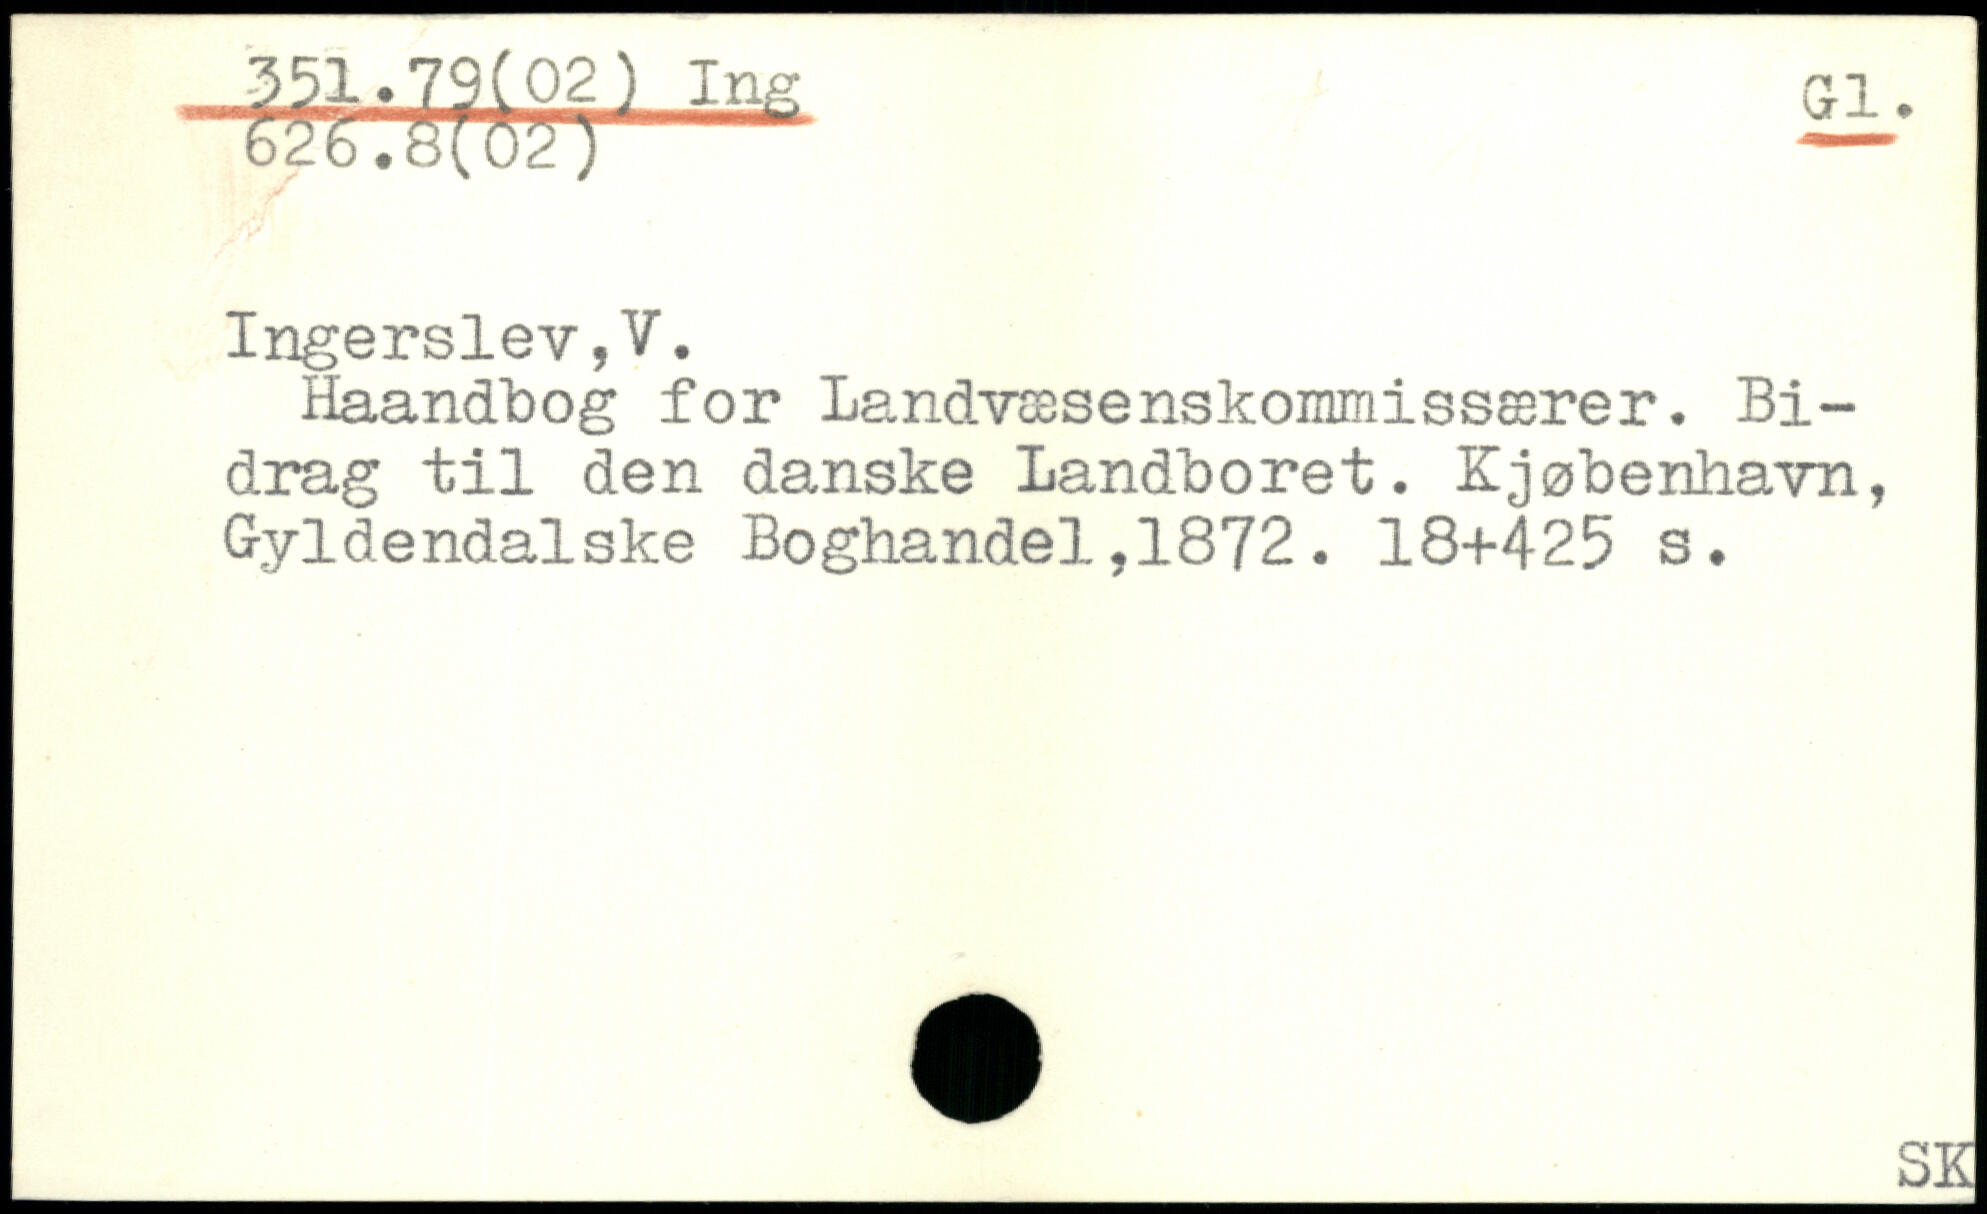 351.79(02) Ing
Gl.
626.8(02)
Ingerslev,V.
Haandbog for Landvæsenskommissærer. Bi-
drag til den danske Landboret. Kjøbenhavn,
Gyldendalske Boghandel,1872. 18+425 s.
SK